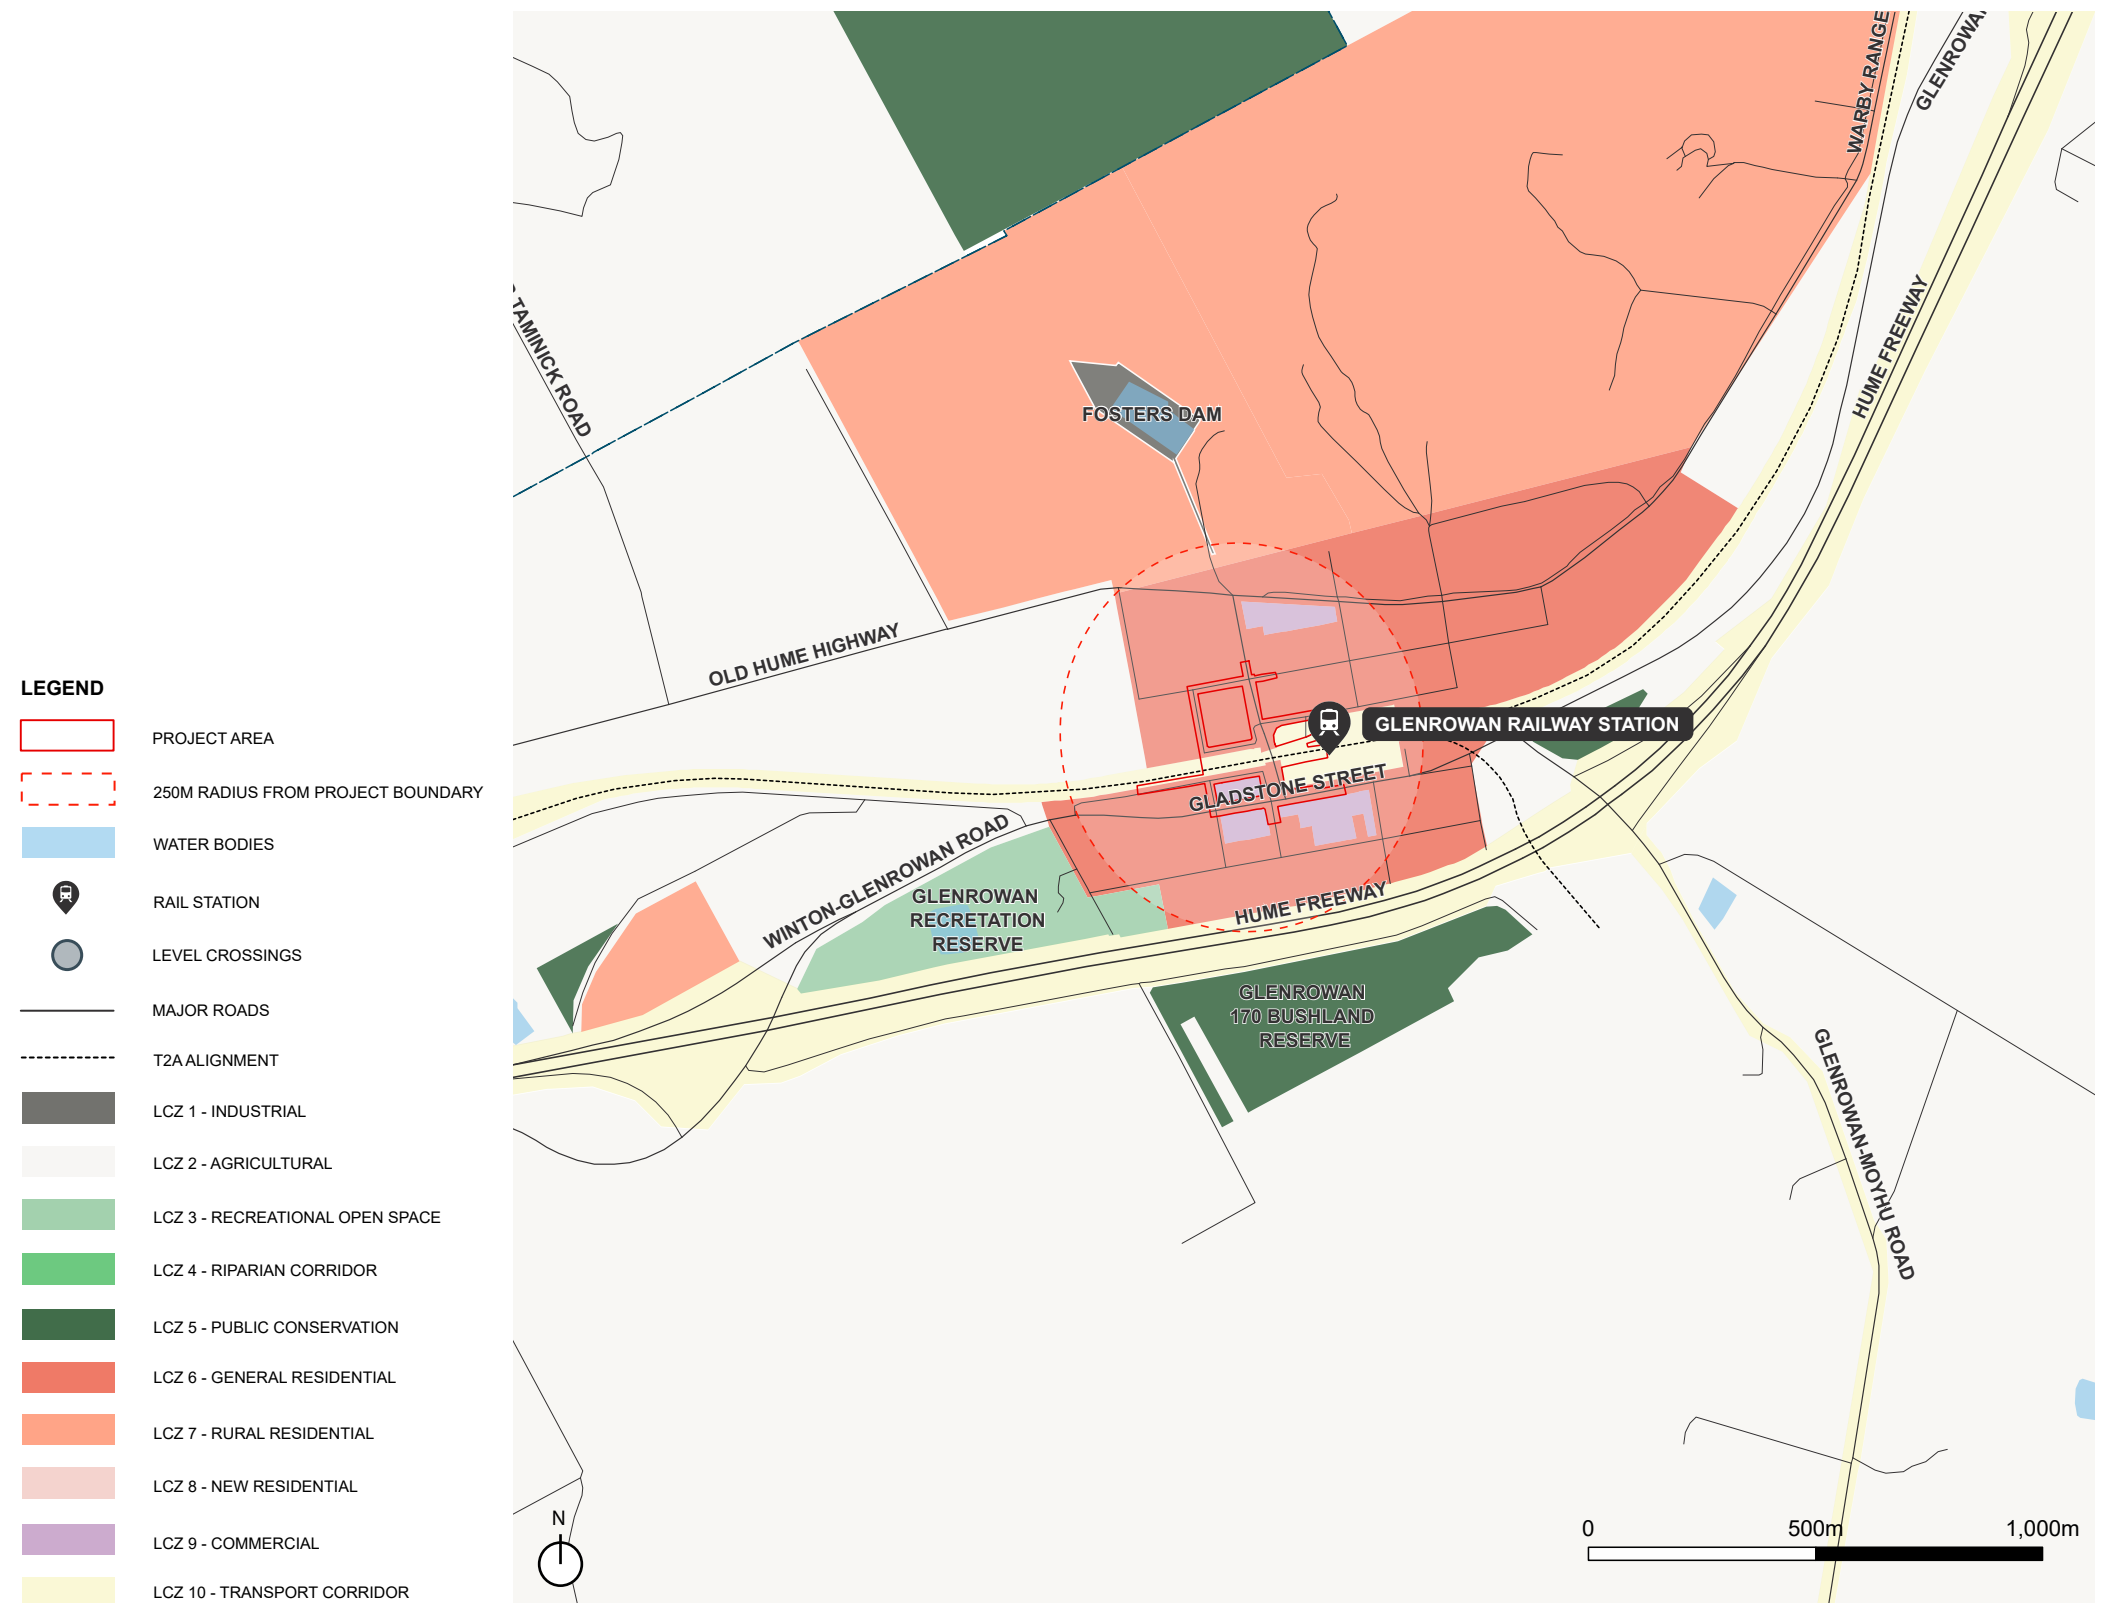 LEGEND
PROJECT AREA
250M RADIUS FROM PROJECT BOUNDARY
WATER BODIES
RAIL STATION
LEVEL CROSSINGS
MAJOR ROADS
T2A ALIGNMENT
LCZ 1 - INDUSTRIAL
LCZ 2 - AGRICULTURAL
LCZ 3 - RECREATIONAL OPEN SPACE
LCZ 4 - RIPARIAN CORRIDOR
LCZ 5 - PUBLIC CONSERVATION
LCZ 6 - GENERAL RESIDENTIAL
LCZ 7 - RURAL RESIDENTIAL
LCZ 8 - NEW RESIDENTIAL
LCZ 9 - COMMERCIAL
LCZ 10 - TRANSPORT CORRIDOR
WARBY RANGE
GLENROWAN
TAMINICK ROAD
HUME FREEWAY
FOSTERS DAM
OLD HUME HIGHWAY
GLENROWAN RAILWAY STATION
GLADSTONE STREET
WINTON-GLENROWAN ROAD
GLENROWAN
RECRETATION
RESERVE
HUME FREEWAY
GLENROWAN
170 BUSHLAND
RESERVE
GLENROWAN-MOYHU ROAD
N
0 500m 1,000m